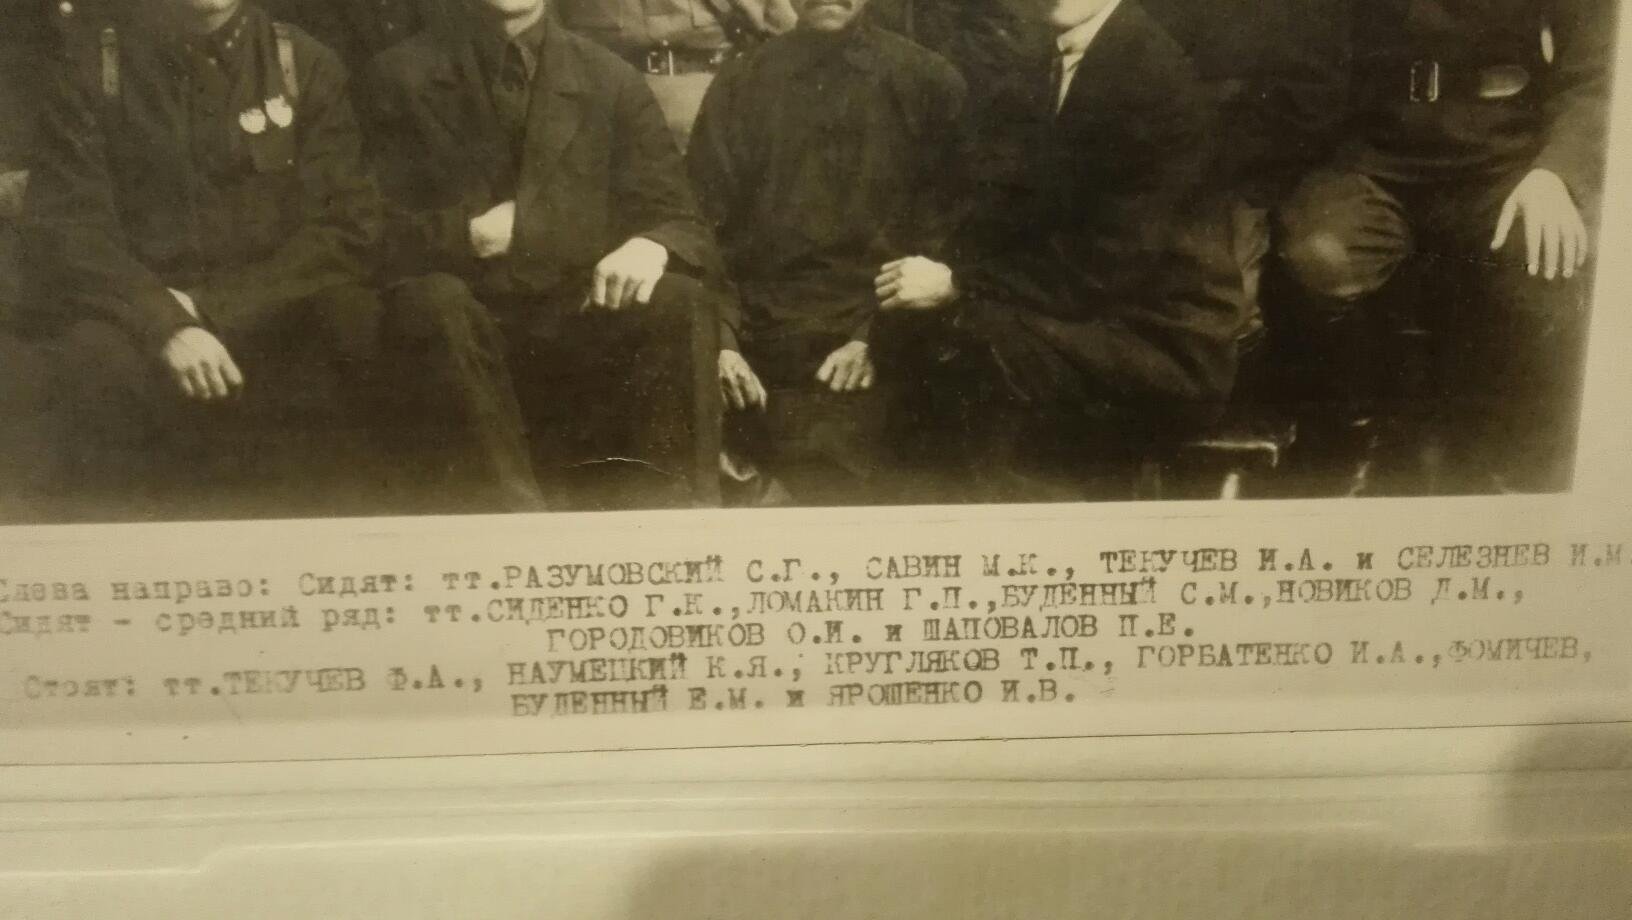 Слева направо: Сидят: тт.РАЗУМОВСКИЙ С.Г., САВИН М.К., ТЕКУЧЕВ И.А. и СЕЛЕЗНЕВ И.М.
Сидят - средний ряд: тт.СИДЕНКО Г.К.,ЛОМАКИН Г.П.,БУДЕННЫЙ С.М.,НОВИКОВ Д.М.,
ГОРОДОВИКОВ О.И. и ШАПОВАЛОВ П.Е.
Стоят: тт.ТЕКУЧЕВ Ф.А., НАУМЕЦКИЙ К.Я., КРУГЛЯКОВ Т.П., ГОРБАТЕНКО И.А.,ФОМИЧЕВ,
БУДЕННЫЙ Е.М. и ЯРОШЕНКО И.В.